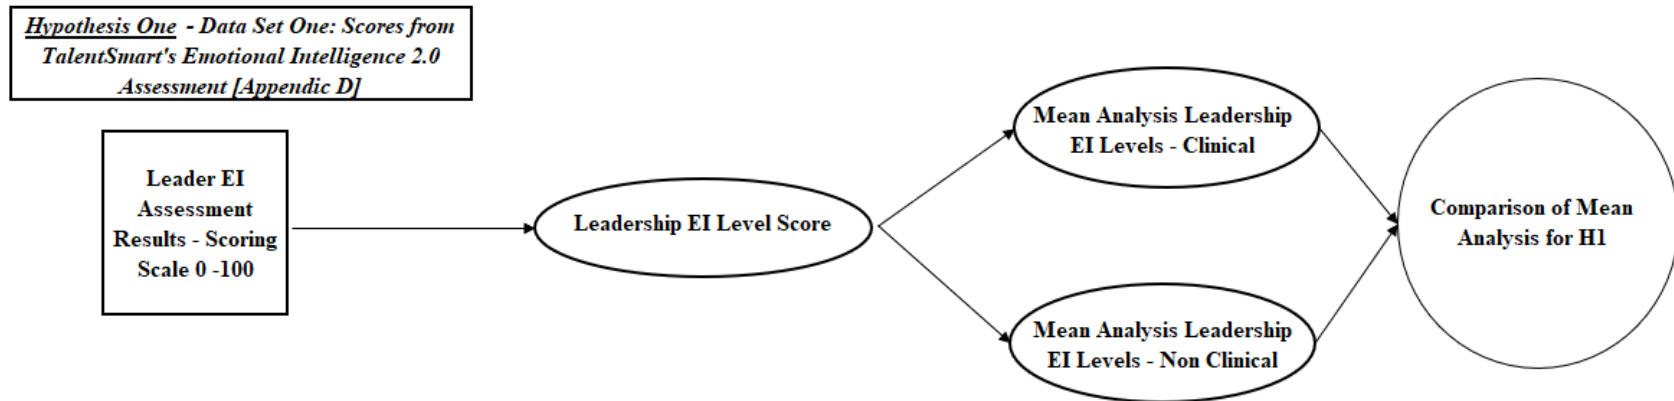 Hypothesis One - Data Set One: Scores from
TalentSmart's Emotional Intelligence 2.0
Assessment [Appendic D]
Leader EI
Assessment
Results - Scoring
Scale 0 -100
Leadership EI Level Score
Mean Analysis Leadership
EI Levels - Clinical
Mean Analysis Leadership
EI Levels - Non Clinical
Comparison of Mean
Analysis for H1